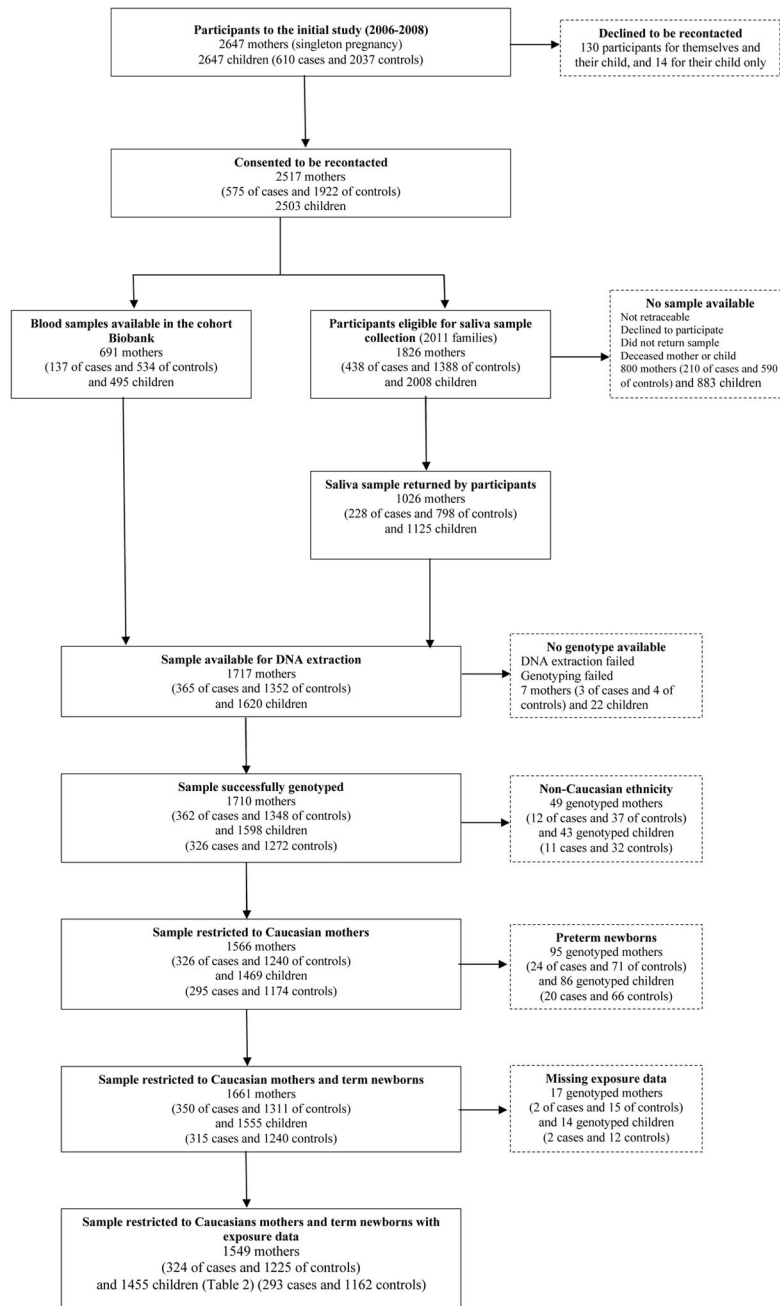 Participants to the initial study (2006-2008)
2647 mothers (singleton pregnancy)
2647 children (610 cases and 2037 controls)
Declined to be recontacted
130 participants for themselves and
their child, and 14 for their child only
Consented to be recontacted
2517 mothers
(575 of cases and 1922 of controls)
2503 children
Blood samples available in the cohort
Biobank
691 mothers
(137 of cases and 534 of controls)
and 495 children
Participants eligible for saliva sample
collection (2011 families)
1826 mothers
(438 of cases and 1388 of controls)
and 2008 children
No sample available
Not retraceable
Declined to participate
Did not return sample
Deceased mother or child
800 mothers (210 of cases and 590
of controls) and 883 children
Saliva sample returned by participants
1026 mothers
(228 of cases and 798 of controls)
and 1125 children
Sample available for DNA extraction
1717 mothers
(365 of cases and 1352 of controls)
and 1620 children
No genotype available
DNA extraction failed
Genotyping failed
7 mothers (3 of cases and 4 of
controls) and 22 children
Sample successfully genotyped
1710 mothers
(362 of cases and 1348 of controls)
and 1598 children
(326 cases and 1272 controls)
Non-Caucasian ethnicity
49 genotyped mothers
(12 of cases and 37 of controls)
and 43 genotyped children
(11 cases and 32 controls)
Sample restricted to Caucasian mothers
1566 mothers
(326 of cases and 1240 of controls)
and 1469 children
(295 cases and 1174 controls)
Preterm newborns
95 genotyped mothers
(24 of cases and 71 of controls)
and 86 genotyped children
(20 cases and 66 controls)
Sample restricted to Caucasian mothers and term newborns
1661 mothers
(350 of cases and 1311 of controls)
and 1555 children
(315 cases and 1240 controls)
Missing exposure data
17 genotyped mothers
(2 of cases and 15 of controls)
and 14 genotyped children
(2 cases and 12 controls)
Sample restricted to Caucasians mothers and term newborns with
exposure data
1549 mothers
(324 of cases and 1225 of controls)
and 1455 children (Table 2) (293 cases and 1162 controls)